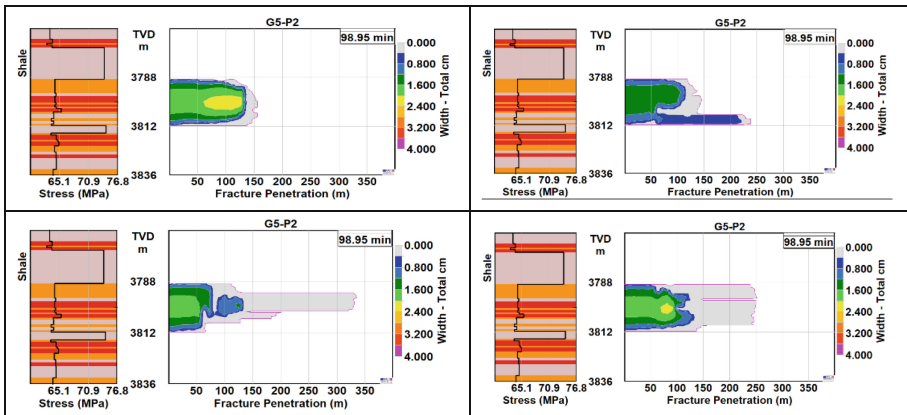 G5-P2
Shale
TVD
m
98.95 min
3788
3812
3836
65.1 70.9 76.8
Stress (MPa)
50 100 150 200 250 300 350
Fracture Penetration (m)
0.000
0.800
1.600
2.400
3.200
4.000
Width - Total cm
G5-P2
Shale
TVD
m
98.95 min
3788
3812
3836
65.1 70.9 76.8
Stress (MPa)
50 100 150 200 250 300 350
Fracture Penetration (m)
0.000
0.800
1.600
2.400
3.200
4.000
Width - Total cm
G5-P2
Shale
TVD
m
98.95 min
3788
3812
3836
65.1 70.9 76.8
Stress (MPa)
50 100 150 200 250 300 350
Fracture Penetration (m)
0.000
0.800
1.600
2.400
3.200
4.000
Width - Total cm
G5-P2
Shale
TVD
m
98.95 min
3788
3812
3836
65.1 70.9 76.8
Stress (MPa)
50 100 150 200 250 300 350
Fracture Penetration (m)
0.000
0.800
1.600
2.400
3.200
4.000
Width - Total cm